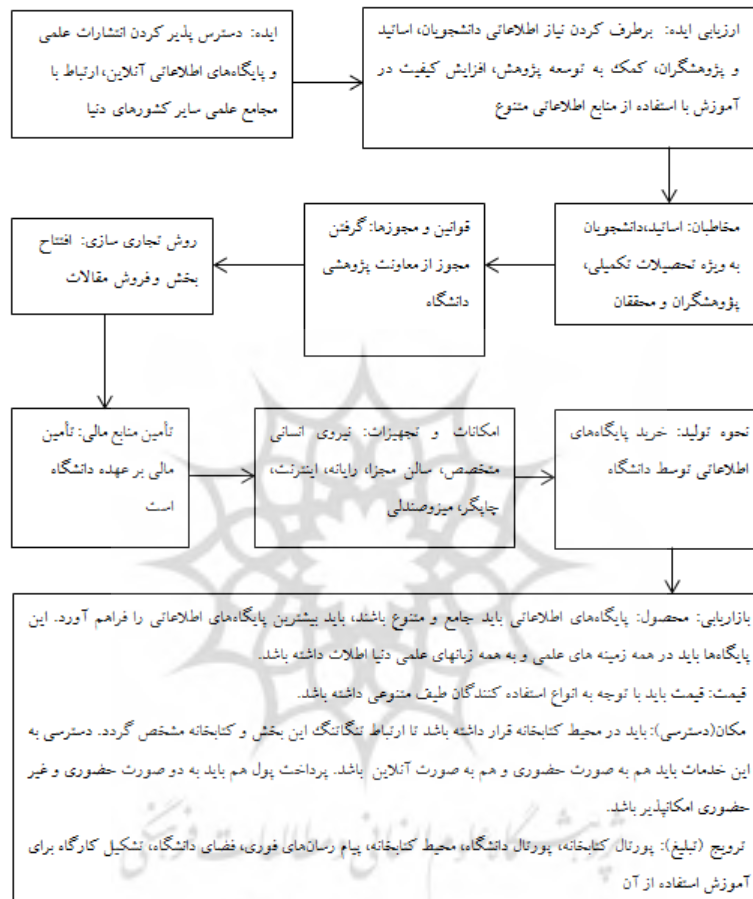 ایده: دسترس پذیر کردن انتشارات علمی
و پایگاه‌های اطلاعاتی آنلاین، ارتباط با
مجامع علمی سایر کشورهای دنیا
ارزیابی ایده: برطرف کردن نیاز اطلاعاتی دانشجویان، اساتید
و پژوهشگران، کمک به توسعه پژوهش، افزایش کیفیت در
آموزش با استفاده از منابع اطلاعاتی متنوع
مخاطبان: اساتید،دانشجویان
به ویژه تحصیلات تکمیلی،
پژوهشگران و محققان
قوانین و مجوزها: گرفتن
مجوز از معاونت پژوهشی
دانشگاه
روش تجاری سازی: افتتاح
بخش و فروش مقالات
تأمین منابع مالی: تأمین
مالی بر عهده دانشگاه
است
امکانات و تجهیزات: نیروی انسانی
متخصص، سالن مجزا، رایانه، اینترنت،
چاپگر، میزوصندلی
نحوه تولید: خرید پایگاه‌های
اطلاعاتی توسط دانشگاه
بازاریابی: محصول: پایگاه‌های اطلاعاتی باید جامع و متنوع باشند، باید بیشترین پایگاه‌های اطلاعاتی را فراهم آورد. این
پایگاه‌ها باید در همه زمینه های علمی و به همه زبانهای علمی دنیا اطلات داشته باشد.
قیمت: قیمت باید با توجه به انواع استفاده کنندگان طیف متنوعی داشته باشد.
مکان(دسترسی): باید در محیط کتابخانه قرار داشته باشد تا ارتباط تنگاتنگ این بخش و کتابخانه مشخص گردد. دسترسی به
این خدمات باید هم به صورت حضوری و هم به صورت آنلاین باشد. پرداخت پول هم باید به دو صورت حضوری و غیر
حضوری امکانپذیر باشد.
ترویج (تبلیغ): پورتال کتابخانه، پورتال دانشگاه، محیط کتابخانه، پیام رسان‌های فوری، فضای دانشگاه، تشکیل کارگاه برای
آموزش استفاده از آن
پژوهشگاه علوم انسانی و مطالعات فرهنگی